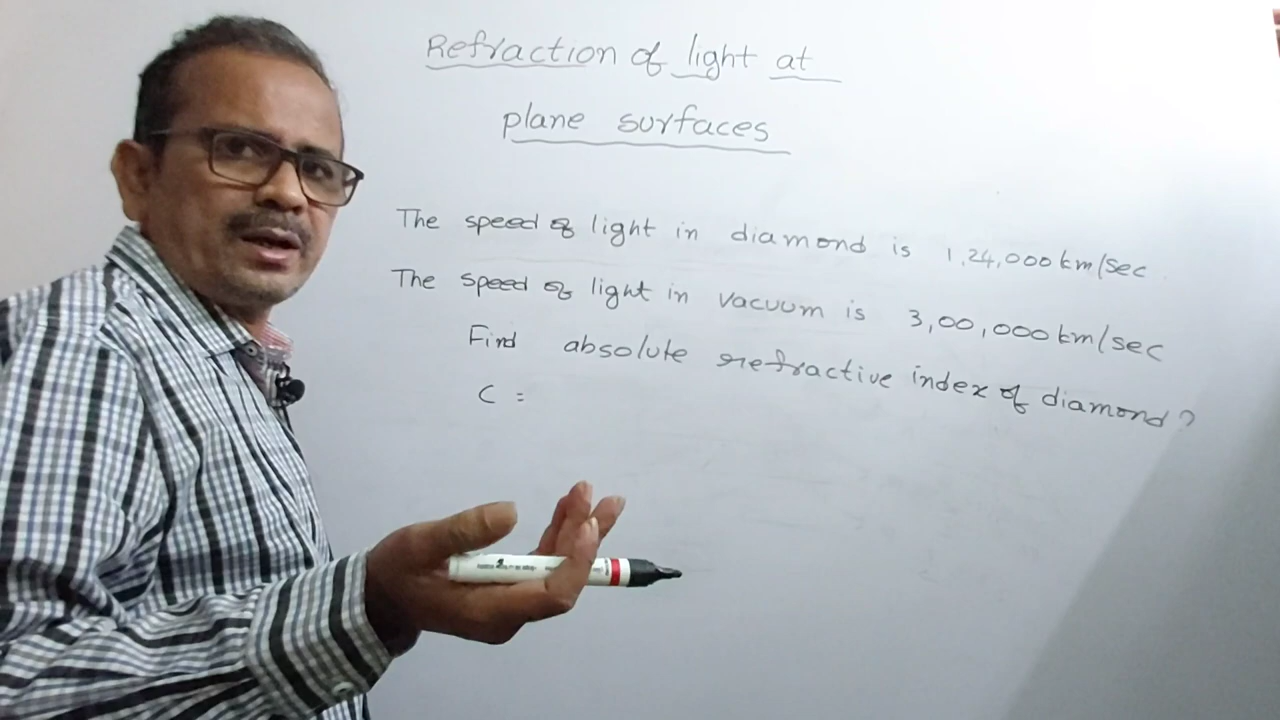 Refraction of light at
plane surfaces
The speed of light in diamond is 1,24,000 km/sec
The speed of light in vacuum is 3,00,000 km/sec
Find absolute refractive index of diamond?
C =